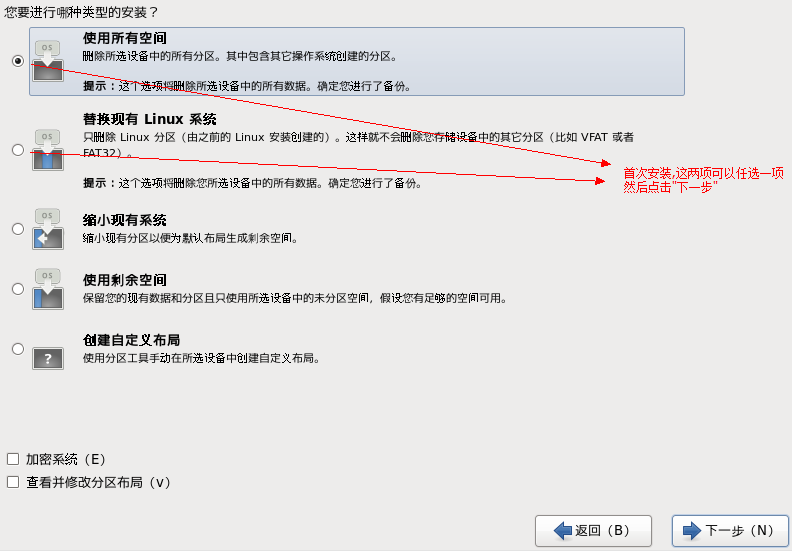 您要进行哪种类型的安装？
OS
使用所有空间
删除所选设备中的所有分区。其中包含其它操作系统创建的分区。
提示：这个选项将删除所选设备中的所有数据。确定您进行了备份。
OS
替换现有 Linux 系统
只删除 Linux 分区（由之前的 Linux 安装创建的）。这样就不会删除您存储设备中的其它分区（比如 VFAT 或者
FAT32）。
提示：这个选项将删除您所选设备中的所有数据。确定您进行了备份。
首次安装,这两项可以任选一项
然后点击"下一步"
OS
缩小现有系统
缩小现有分区以便为默认布局生成剩余空间。
OS
使用剩余空间
保留您的现有数据和分区且只使用所选设备中的未分区空间，假设您有足够的空间可用。
?
创建自定义布局
使用分区工具手动在所选设备中创建自定义布局。
加密系统（E）
查看并修改分区布局（v）
返回（B）
下一步（N）